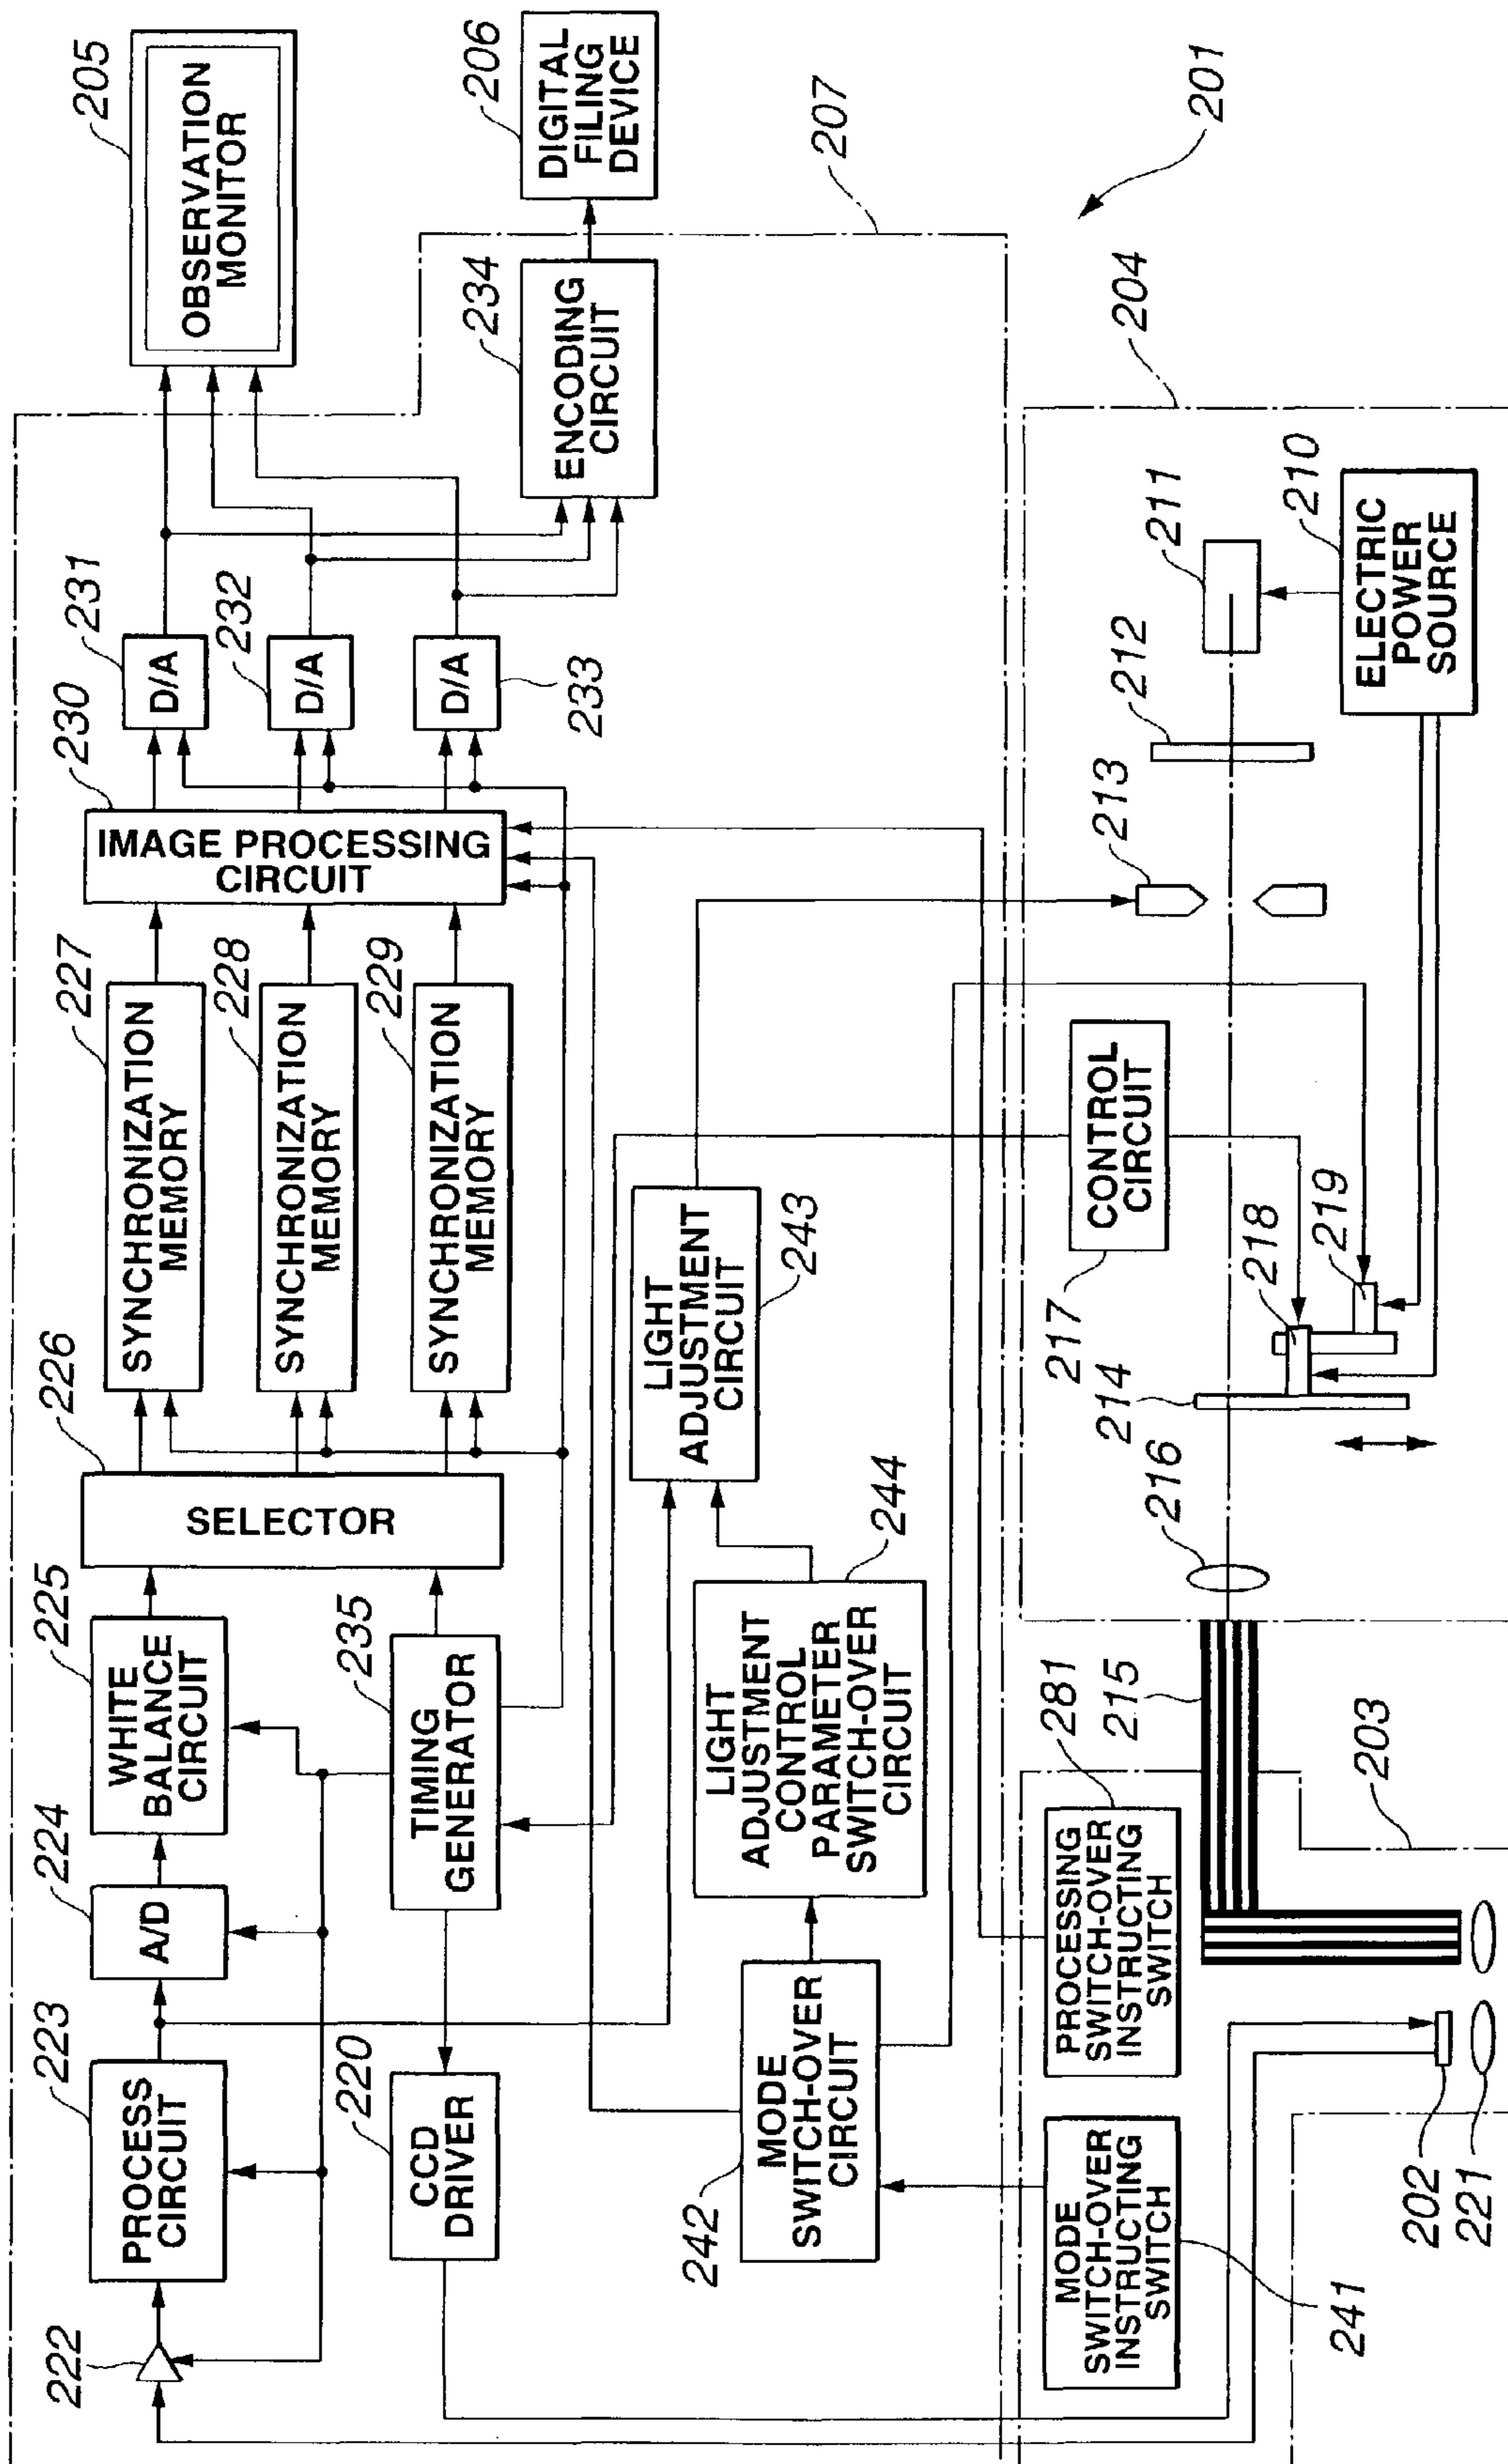 205
OBSERVATION
MONITOR
206
DIGITAL
FILING
DEVICE
207
201
234
ENCODING
CIRCUIT
231
D/A
232
D/A
233
D/A
230
IMAGE PROCESSING
CIRCUIT
227
SYNCHRONIZATION
MEMORY
228
SYNCHRONIZATION
MEMORY
229
SYNCHRONIZATION
MEMORY
226
SELECTOR
225
WHITE
BALANCE
CIRCUIT
224
A/D
223
PROCESS
CIRCUIT
222
235
TIMING
GENERATOR
220
CCD
DRIVER
243
LIGHT
ADJUSTMENT
CIRCUIT
244
LIGHT
ADJUSTMENT
CONTROL
PARAMETER
SWITCH-OVER
CIRCUIT
242
MODE
SWITCH-OVER
CIRCUIT
204
211
210
ELECTRIC
POWER
SOURCE
212
213
217
CONTROL
CIRCUIT
218
219
214
216
215
281
PROCESSING
SWITCH-OVER
INSTRUCTING
SWITCH
203
MODE
SWITCH-OVER
INSTRUCTING
SWITCH
241
202
221